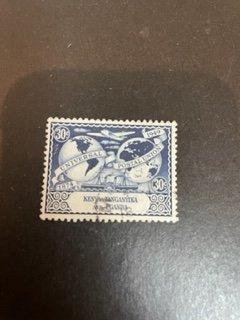 30c 1949
UNIVERSAL POSTAL UNION
1874
30c
KENYA TANGANYIKA
UGANDA